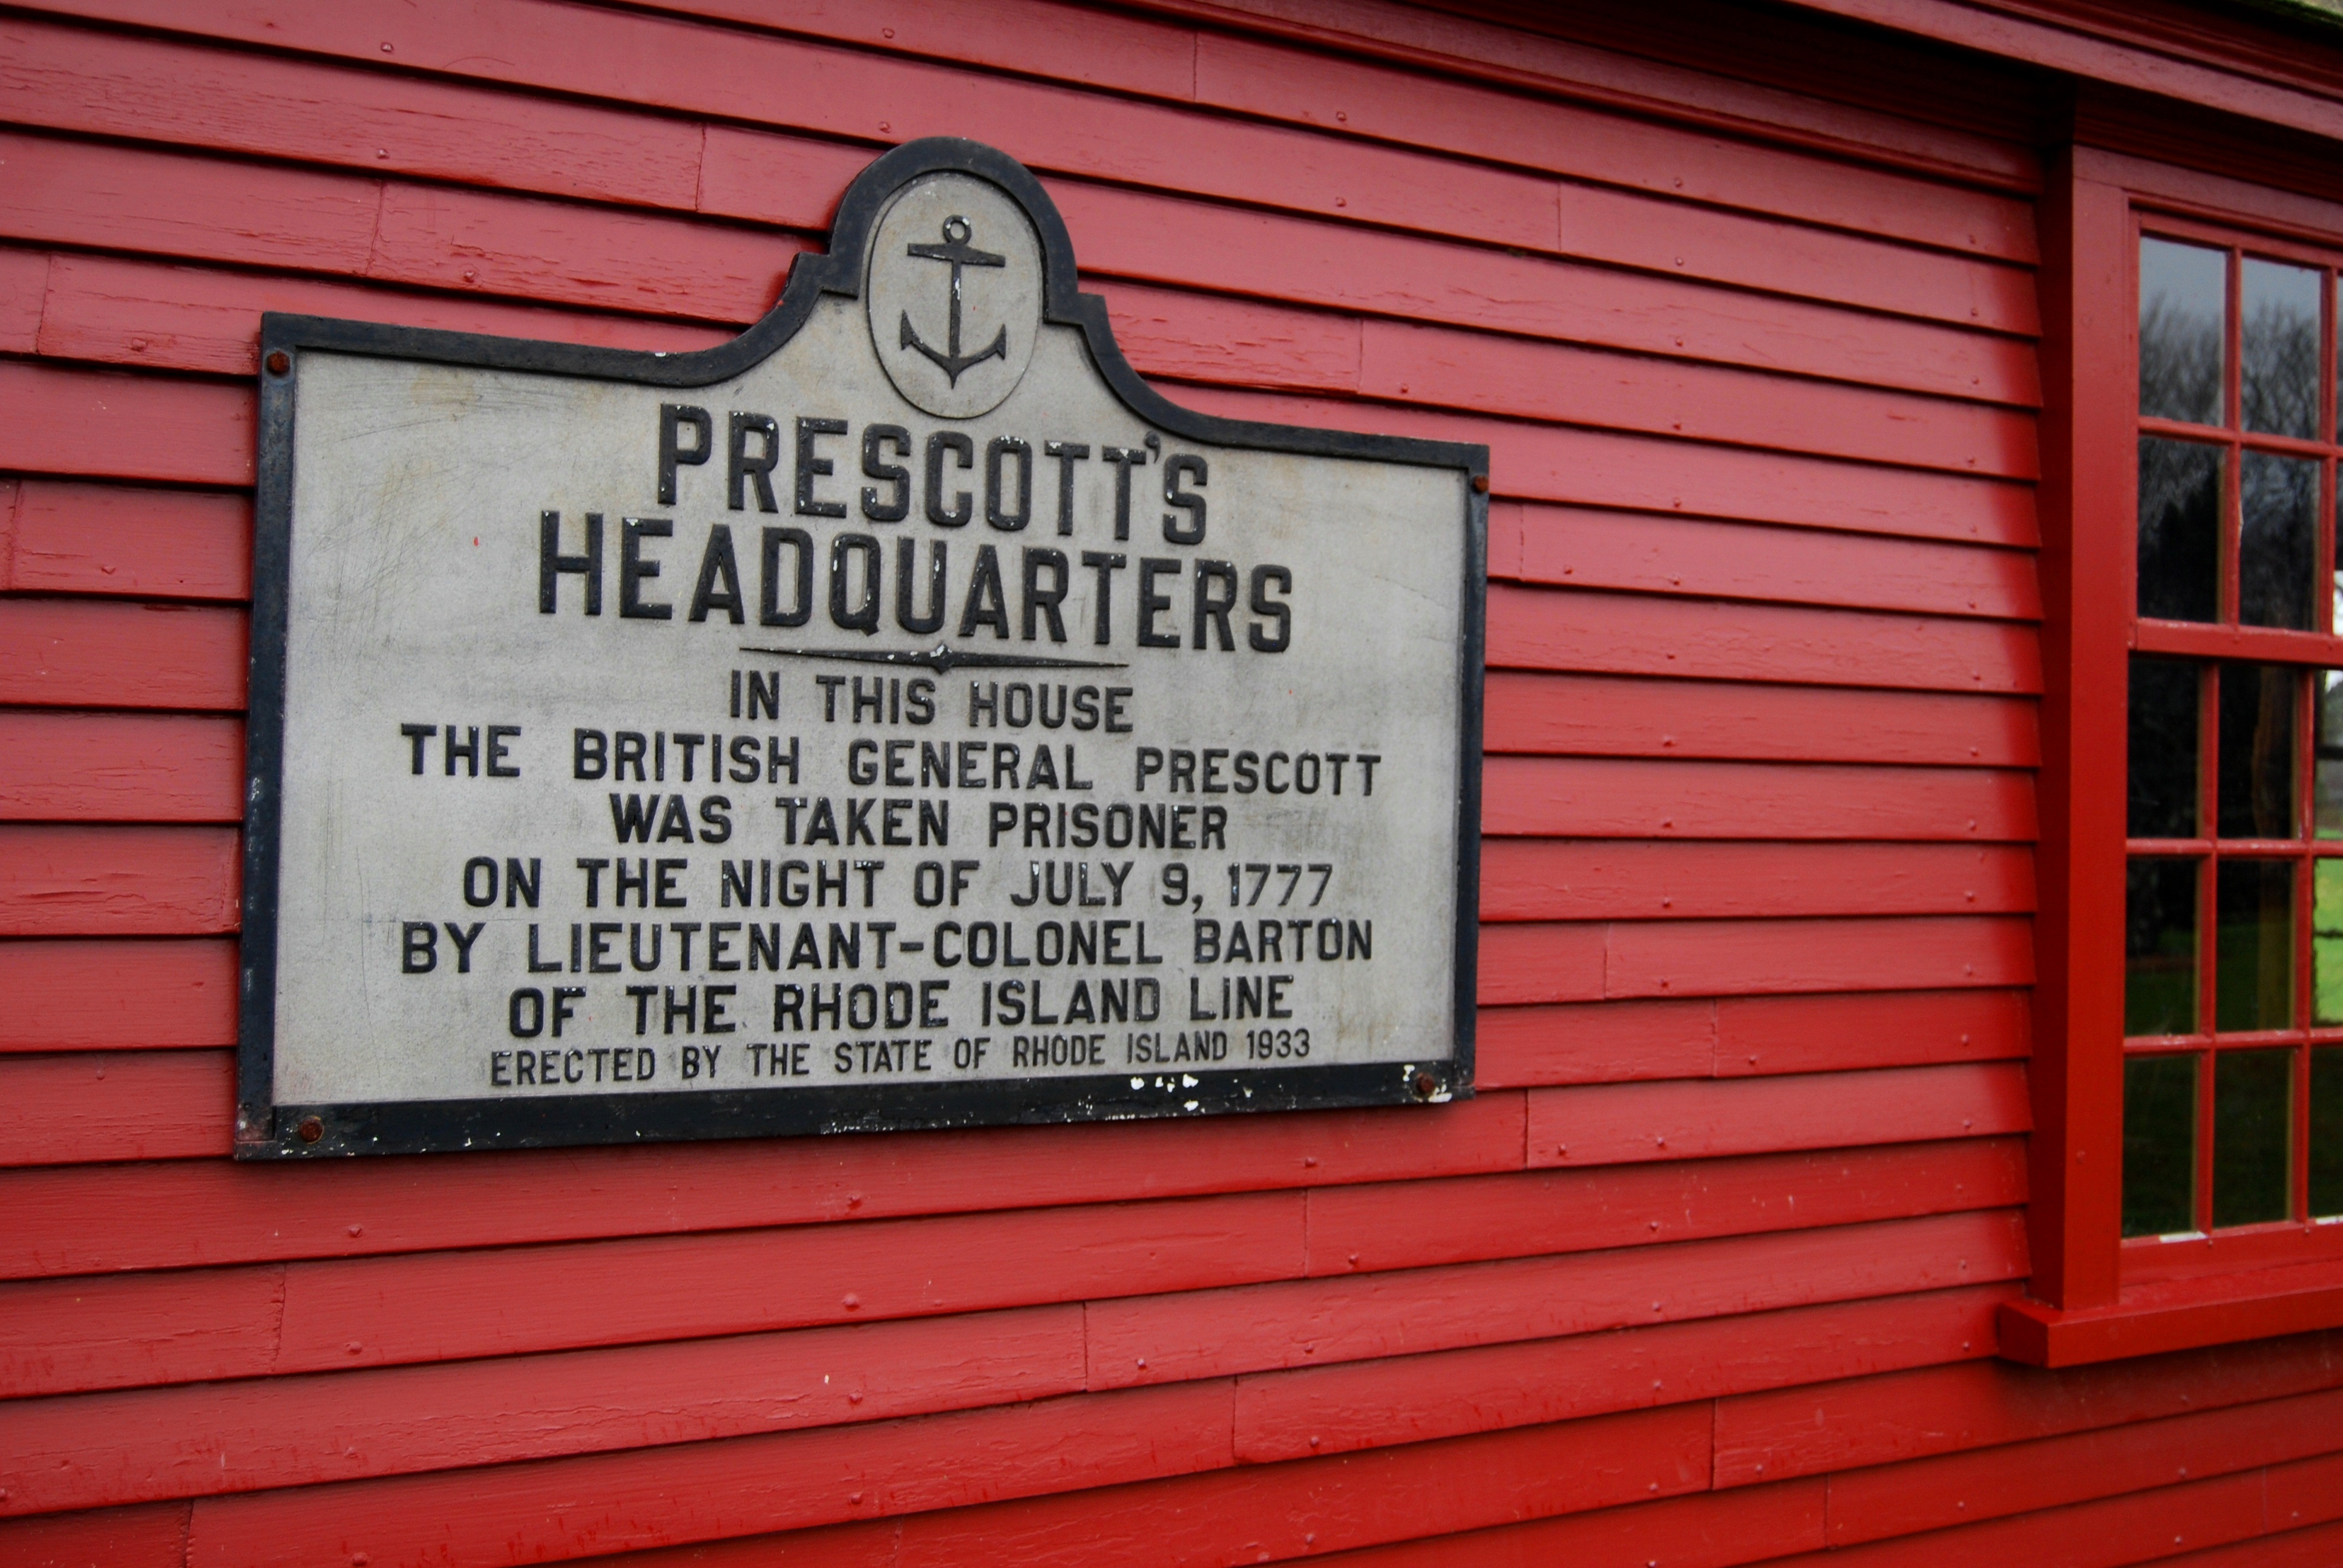 PRESCOTT'S
HEADQUARTERS
IN THIS HOUSE
THE BRITISH GENERAL PRESCOTT
WAS TAKEN PRISONER
ON THE NIGHT OF JULY 9, 1777
BY LIEUTENANT-COLONEL BARTON
OF THE RHODE ISLAND LINE
ERECTED BY THE STATE OF RHODE ISLAND 1933